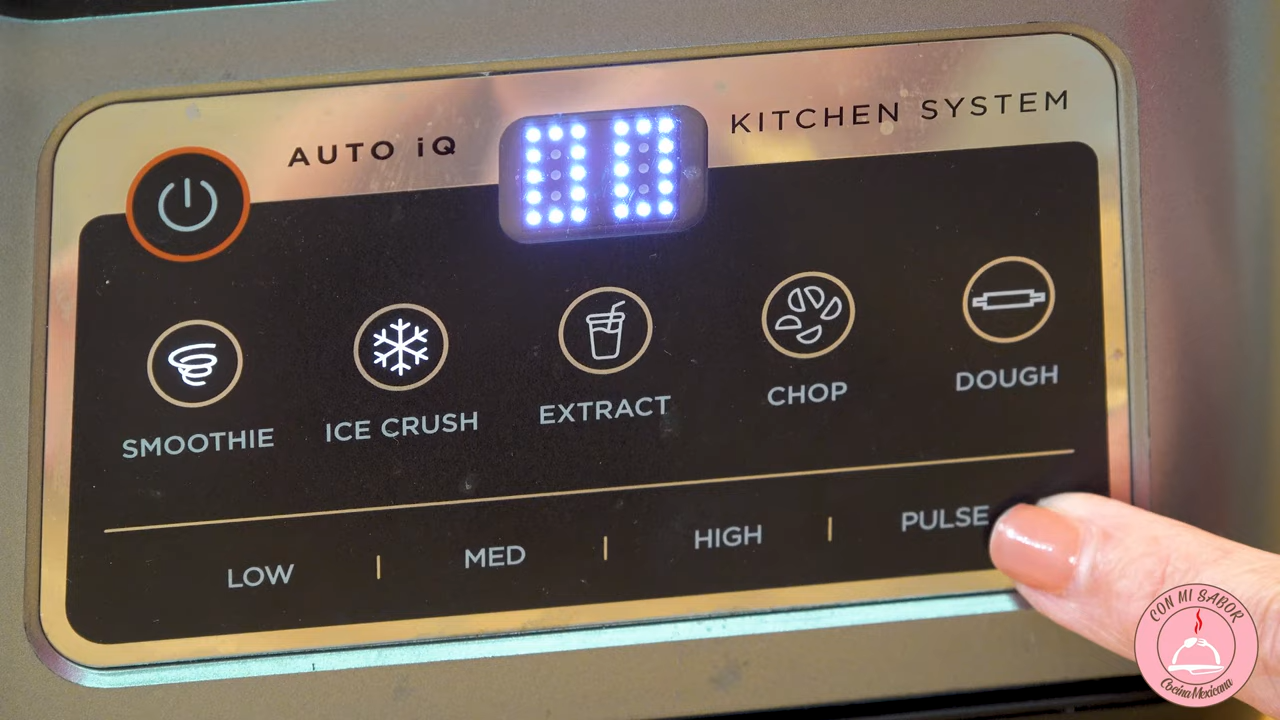 AUTO iQ
00
KITCHEN SYSTEM
SMOOTHIE
ICE CRUSH
EXTRACT
CHOP
DOUGH
LOW | MED | HIGH | PULSE
CON MI SABOR
Cocina Mexicana